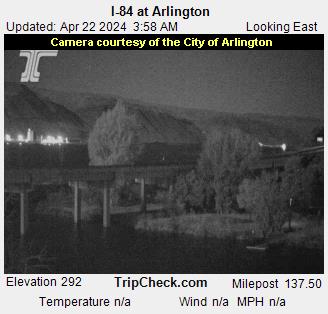 I-84 at Arlington
Updated: Apr 22 2024 3:58 AM Looking East
Camera courtesy of the City of Arlington
Elevation 292 TripCheck.com Milepost 137.50
Temperature n/a Wind n/a MPH n/a